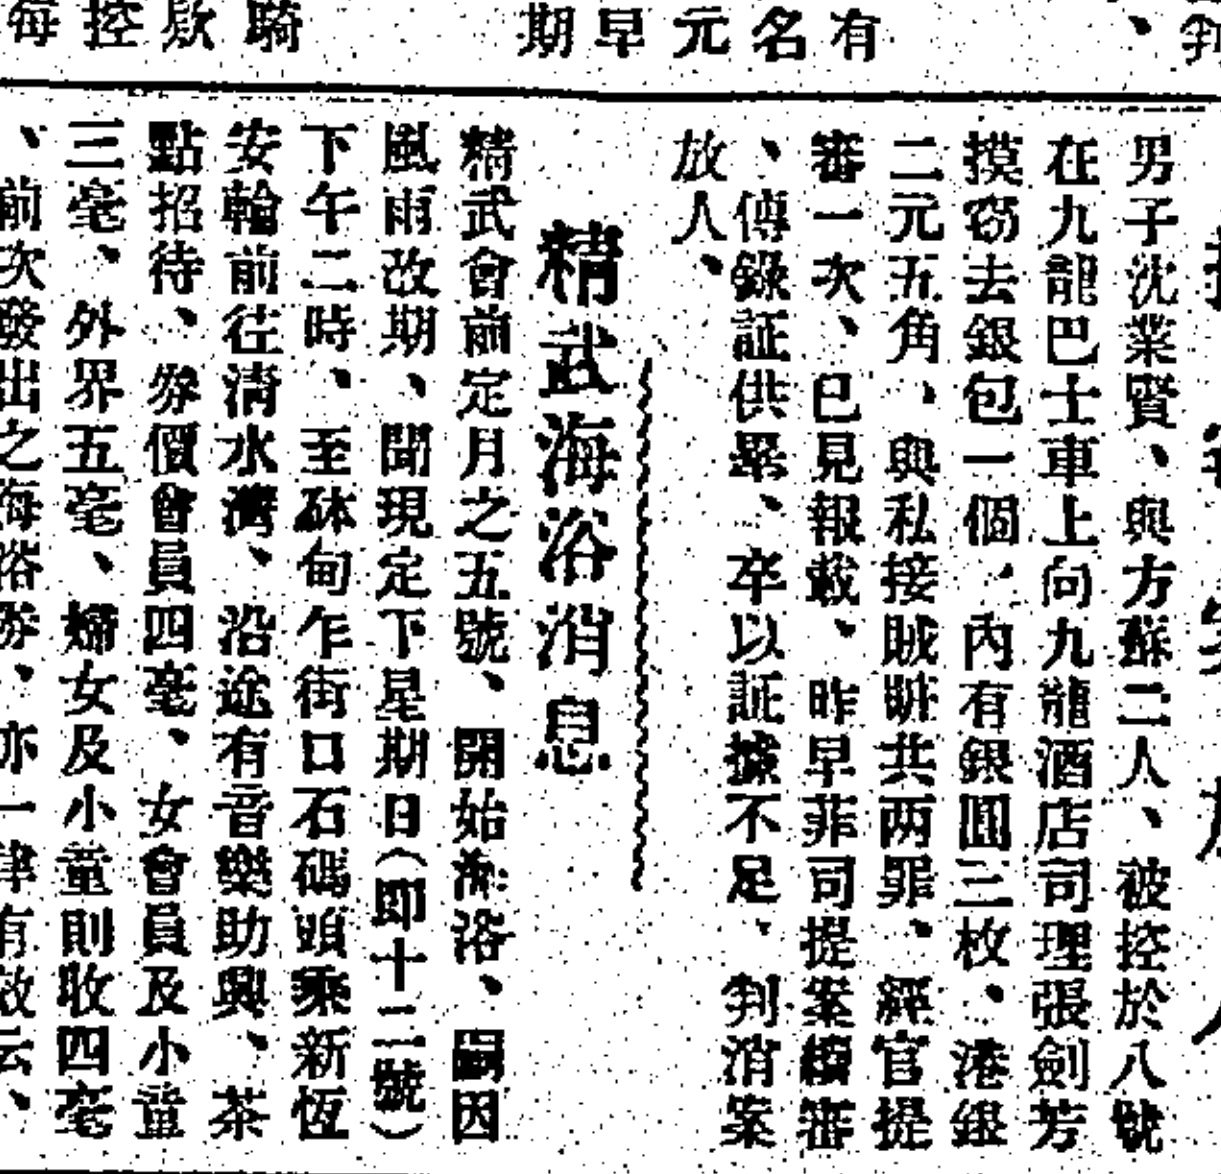 有名元早期
騎欵控每
男子沈業賢、與方蘇二人、被控於八號
在九龍巴士車上向九龍酒店司理張劍芳
摸窃去銀包一個、內有銀圓三枚、港銀
二元五角、與私接賊賍共两罪、經官提
審一次、已見報載、昨早菲司提案續審
、傳錄証供畢、卒以証據不足、判消案
放人、
精武海浴消息
精武會前定月之五號、開始海浴、嗣因
風雨改期、聞現定下星期日(即十二號)
下午二時、至砵甸乍街口石碼頭乘新恆
安輪前往清水灣、沿途有音樂助興、茶
點招待、券價會員四毫、女會員及小童
三毫、外界五毫、婦女及小童則收四毫
、前次發出之海浴券、亦一律有效云、